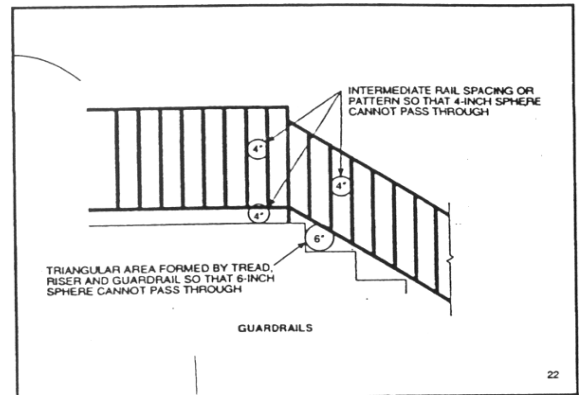 INTERMEDIATE RAIL SPACING OR
PATTERN SO THAT 4-INCH SPHERE
CANNOT PASS THROUGH
4"
4"
4"
6"
TRIANGULAR AREA FORMED BY TREAD,
RISER AND GUARDRAIL SO THAT 6-INCH
SPHERE CANNOT PASS THROUGH
GUARDRAILS
22